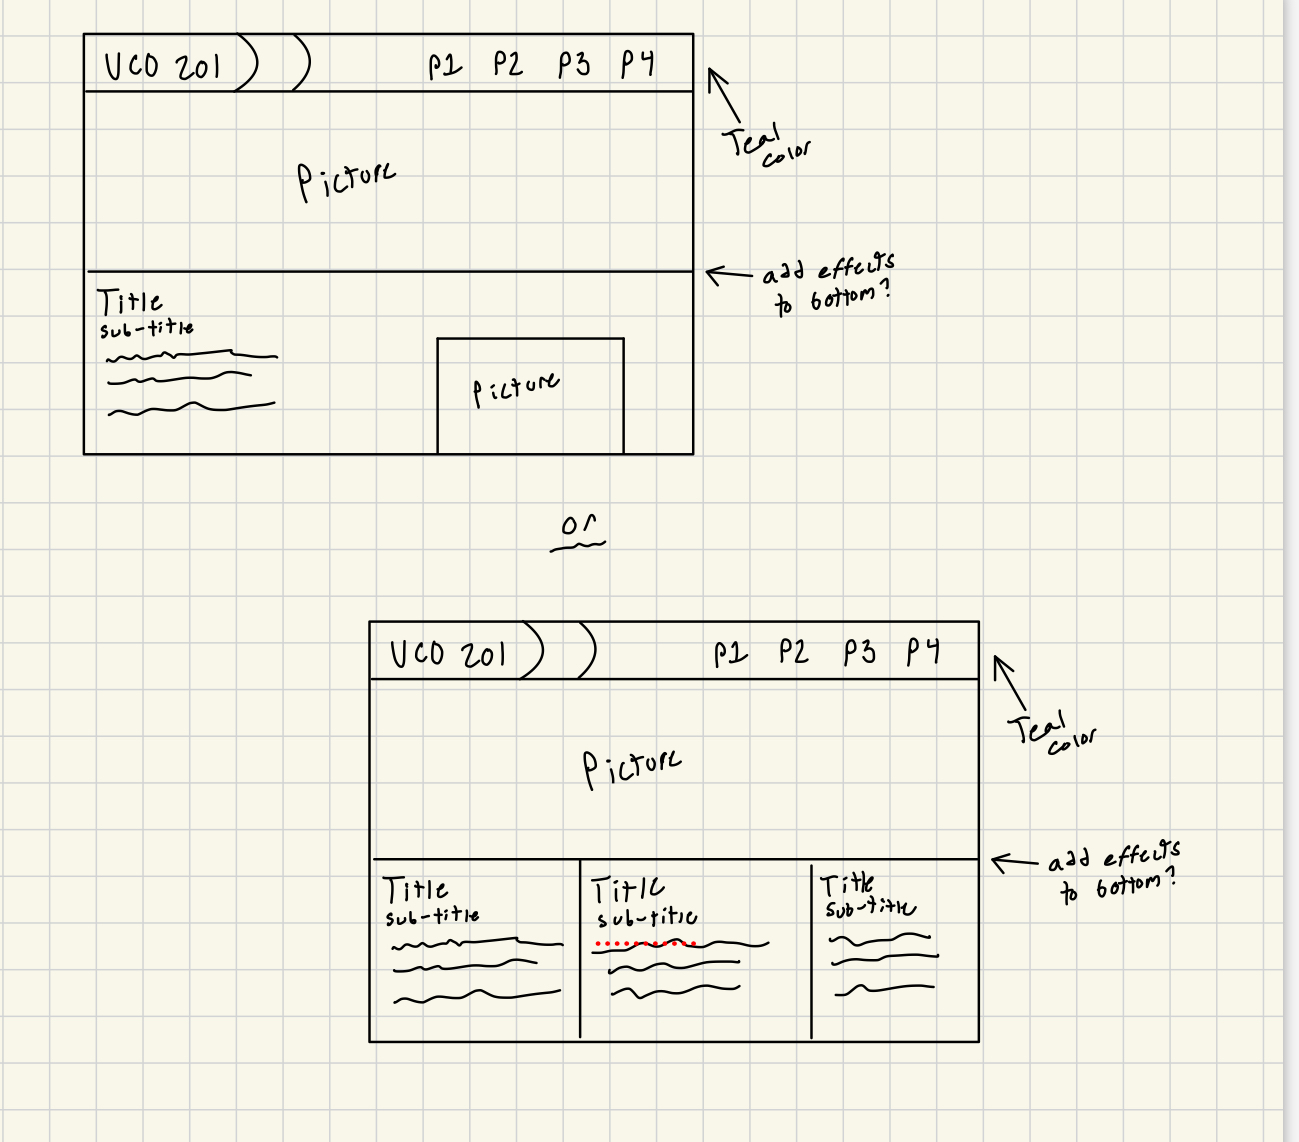 UCO 201 P1 P2 P3 P4
Teal
color
Picture
add effects
to bottom?
Title
sub-title
Picture
or
UCO 201 P1 P2 P3 P4
Teal
color
Picture
add effects
to bottom?
Title
sub-title
Title
sub-title
Title
sub-title